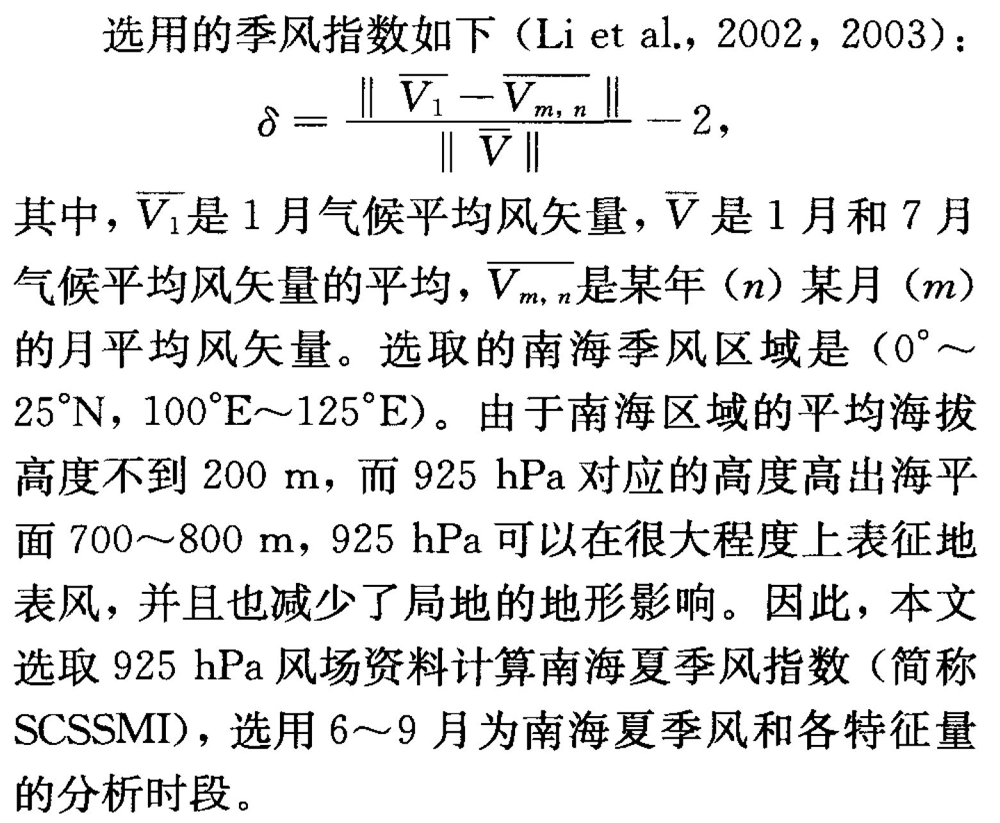 选用的季风指数如下（Li et al., 2002, 2003）：
δ = ‖ \overline{V_1} − \overline{V_{m, n}} ‖ / ‖ \overline{V} ‖ − 2,
其中，\overline{V_1}是 1 月气候平均风矢量，\overline{V} 是 1 月和 7 月
气候平均风矢量的平均，\overline{V_{m, n}}是某年（n）某月（m）
的月平均风矢量。选取的南海季风区域是（0°～
25°N，100°E～125°E）。由于南海区域的平均海拔
高度不到 200 m，而 925 hPa 对应的高度高出海平
面 700～800 m，925 hPa 可以在很大程度上表征地
表风，并且也减少了局地的地形影响。因此，本文
选取 925 hPa 风场资料计算南海夏季风指数（简称
SCSSMI），选用 6～9 月为南海夏季风和各特征量
的分析时段。